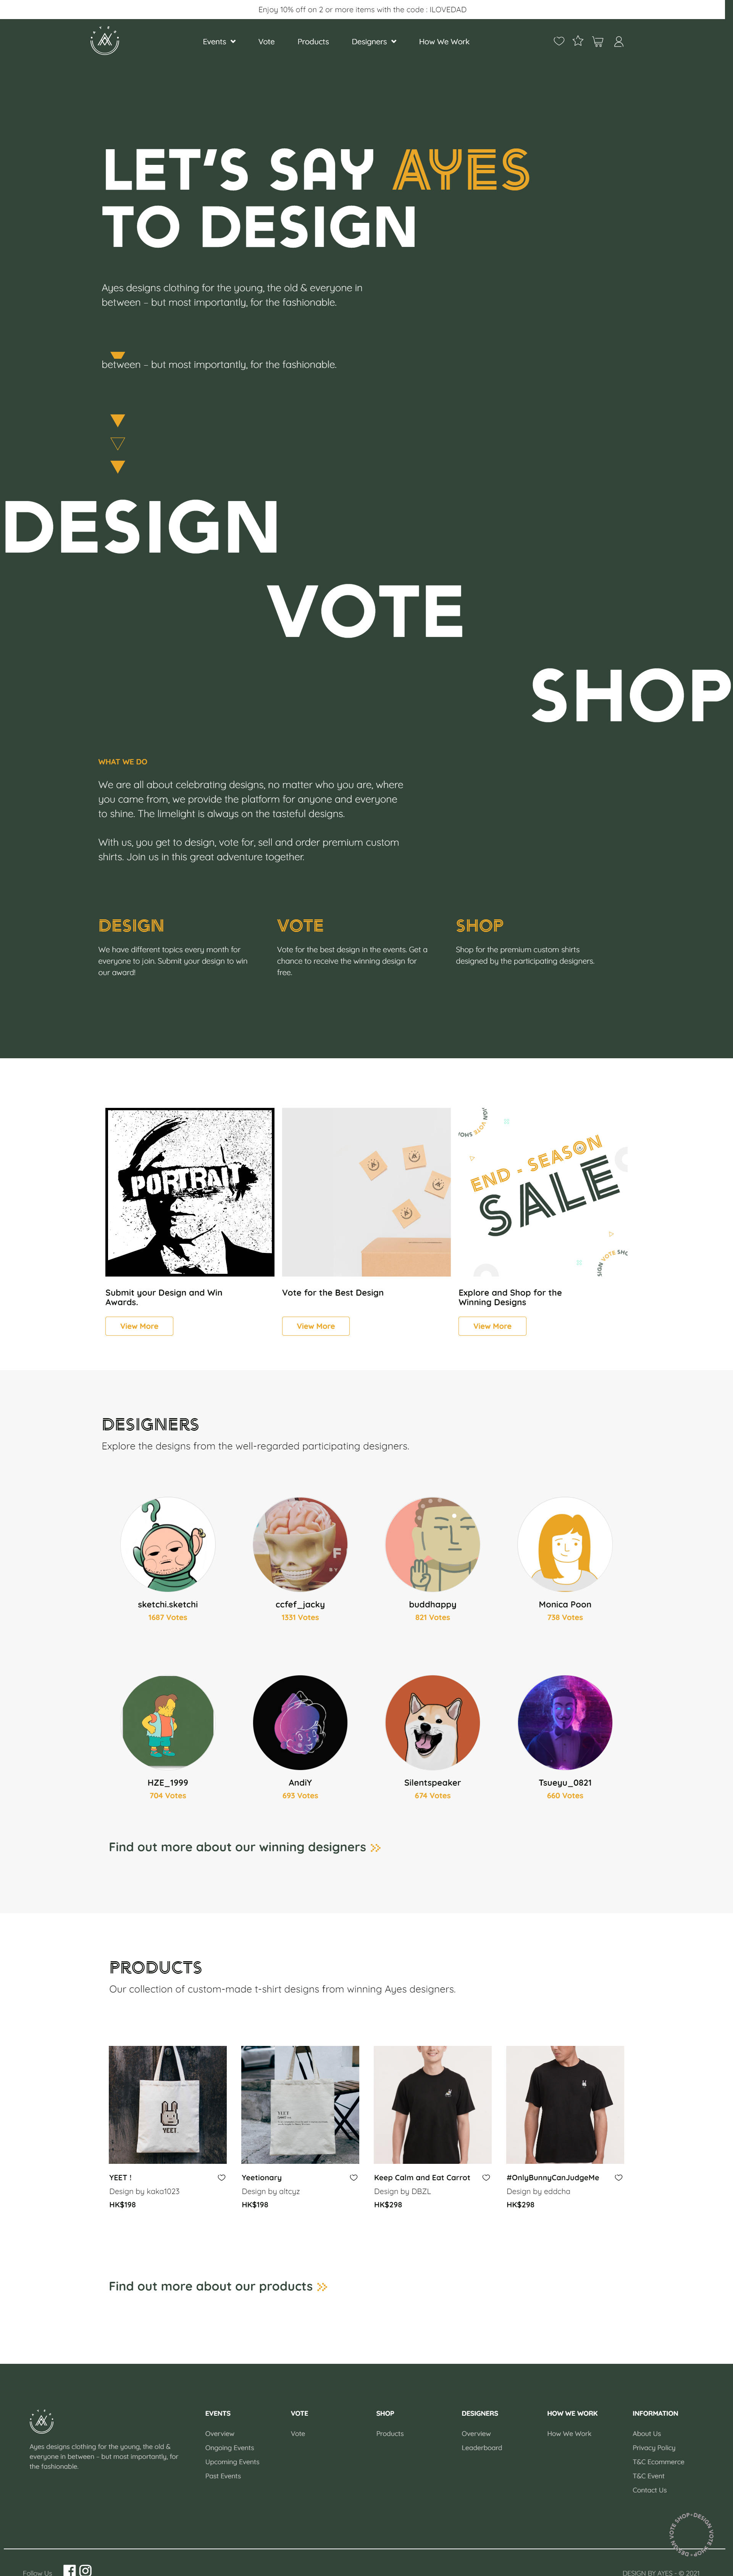 Enjoy 10% off on 2 or more items with the code : ILOVEDAD
Events Vote Products Designers How We Work
LET'S SAY AYES
TO DESIGN
Ayes designs clothing for the young, the old & everyone in
between – but most importantly, for the fashionable.
between – but most importantly, for the fashionable.
DESIGN
VOTE
SHOP
WHAT WE DO
We are all about celebrating designs, no matter who you are, where
you came from, we provide the platform for anyone and everyone
to shine. The limelight is always on the tasteful designs.
With us, you get to design, vote for, sell and order premium custom
shirts. Join us in this great adventure together.
DESIGN
We have different topics every month for
everyone to join. Submit your design to win
our award!
VOTE
Vote for the best design in the events. Get a
chance to receive the winning design for
free.
SHOP
Shop for the premium custom shirts
designed by the participating designers.
PORTRAIT
END - SEASON
SALE
Submit your Design and Win
Awards.
View More
Vote for the Best Design
View More
Explore and Shop for the
Winning Designs
View More
DESIGNERS
Explore the designs from the well-regarded participating designers.
sketchi.sketchi
1687 Votes
ccfef_jacky
1331 Votes
buddhappy
821 Votes
Monica Poon
738 Votes
HZE_1999
704 Votes
AndiY
693 Votes
Silentspeaker
674 Votes
Tsueyu_0821
660 Votes
Find out more about our winning designers
PRODUCTS
Our collection of custom-made t-shirt designs from winning Ayes designers.
YEET
YEET
YEET !
Design by kaka1023
HK$198
Yeetionary
Design by altcyz
HK$198
Keep Calm and Eat Carrot
Design by DBZL
HK$298
#OnlyBunnyCanJudgeMe
Design by eddcha
HK$298
Find out more about our products
Ayes designs clothing for the young, the old &
everyone in between – but most importantly, for
the fashionable.
EVENTS
Overview
Ongoing Events
Upcoming Events
Past Events
VOTE
Vote
SHOP
Products
DESIGNERS
Overview
Leaderboard
HOW WE WORK
How We Work
INFORMATION
About Us
Privacy Policy
T&C Ecommerce
T&C Event
Contact Us
VOTE SHOP•DESIGN VOTE SHOP•DESIGN
Follow Us
DESIGN BY AYES - © 2021